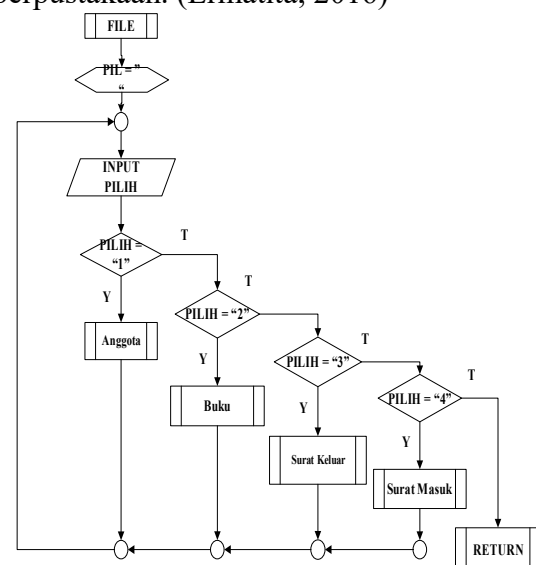 perpustakaan. (Ermatita, 2016)
FILE
PIL = ”
“
INPUT
PILIH
PILIH =
“1”
T
Y
Anggota
T
PILIH = “2”
Y
Buku
T
PILIH = “3”
Y
Surat Keluar
T
PILIH = “4”
Y
Surat Masuk
RETURN